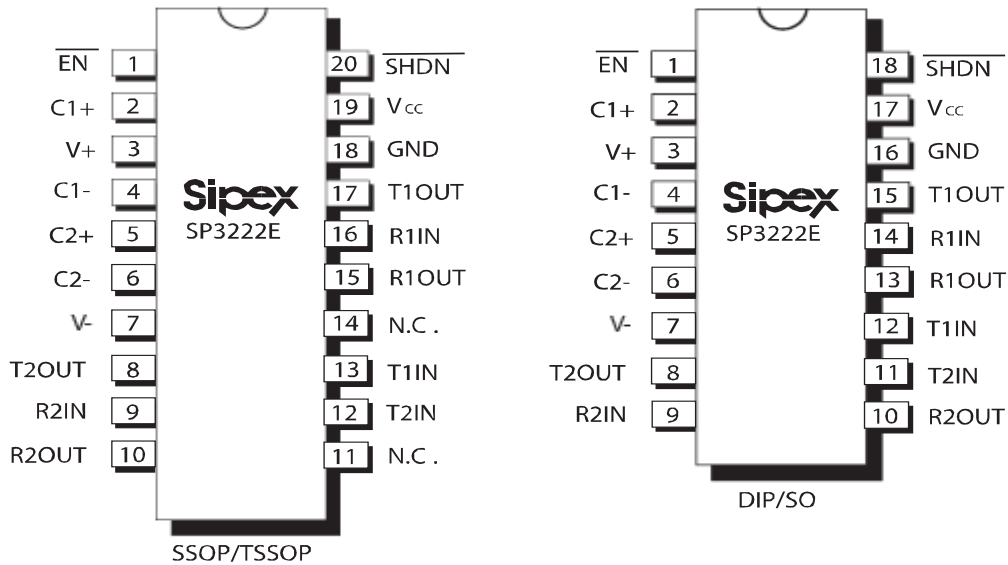 EN 1 20 SHDN
C1+ 2 19 Vcc
V+ 3 18 GND
C1- 4 17 T1OUT
C2+ 5 16 R1IN
C2- 6 15 R1OUT
V- 7 14 N.C.
T2OUT 8 13 T1IN
R2IN 9 12 T2IN
R2OUT 10 11 N.C.
Sipex
SP3222E
SSOP/TSSOP
EN 1 18 SHDN
C1+ 2 17 Vcc
V+ 3 16 GND
C1- 4 15 T1OUT
C2+ 5 14 R1IN
C2- 6 13 R1OUT
V- 7 12 T1IN
T2OUT 8 11 T2IN
R2IN 9 10 R2OUT
Sipex
SP3222E
DIP/SO